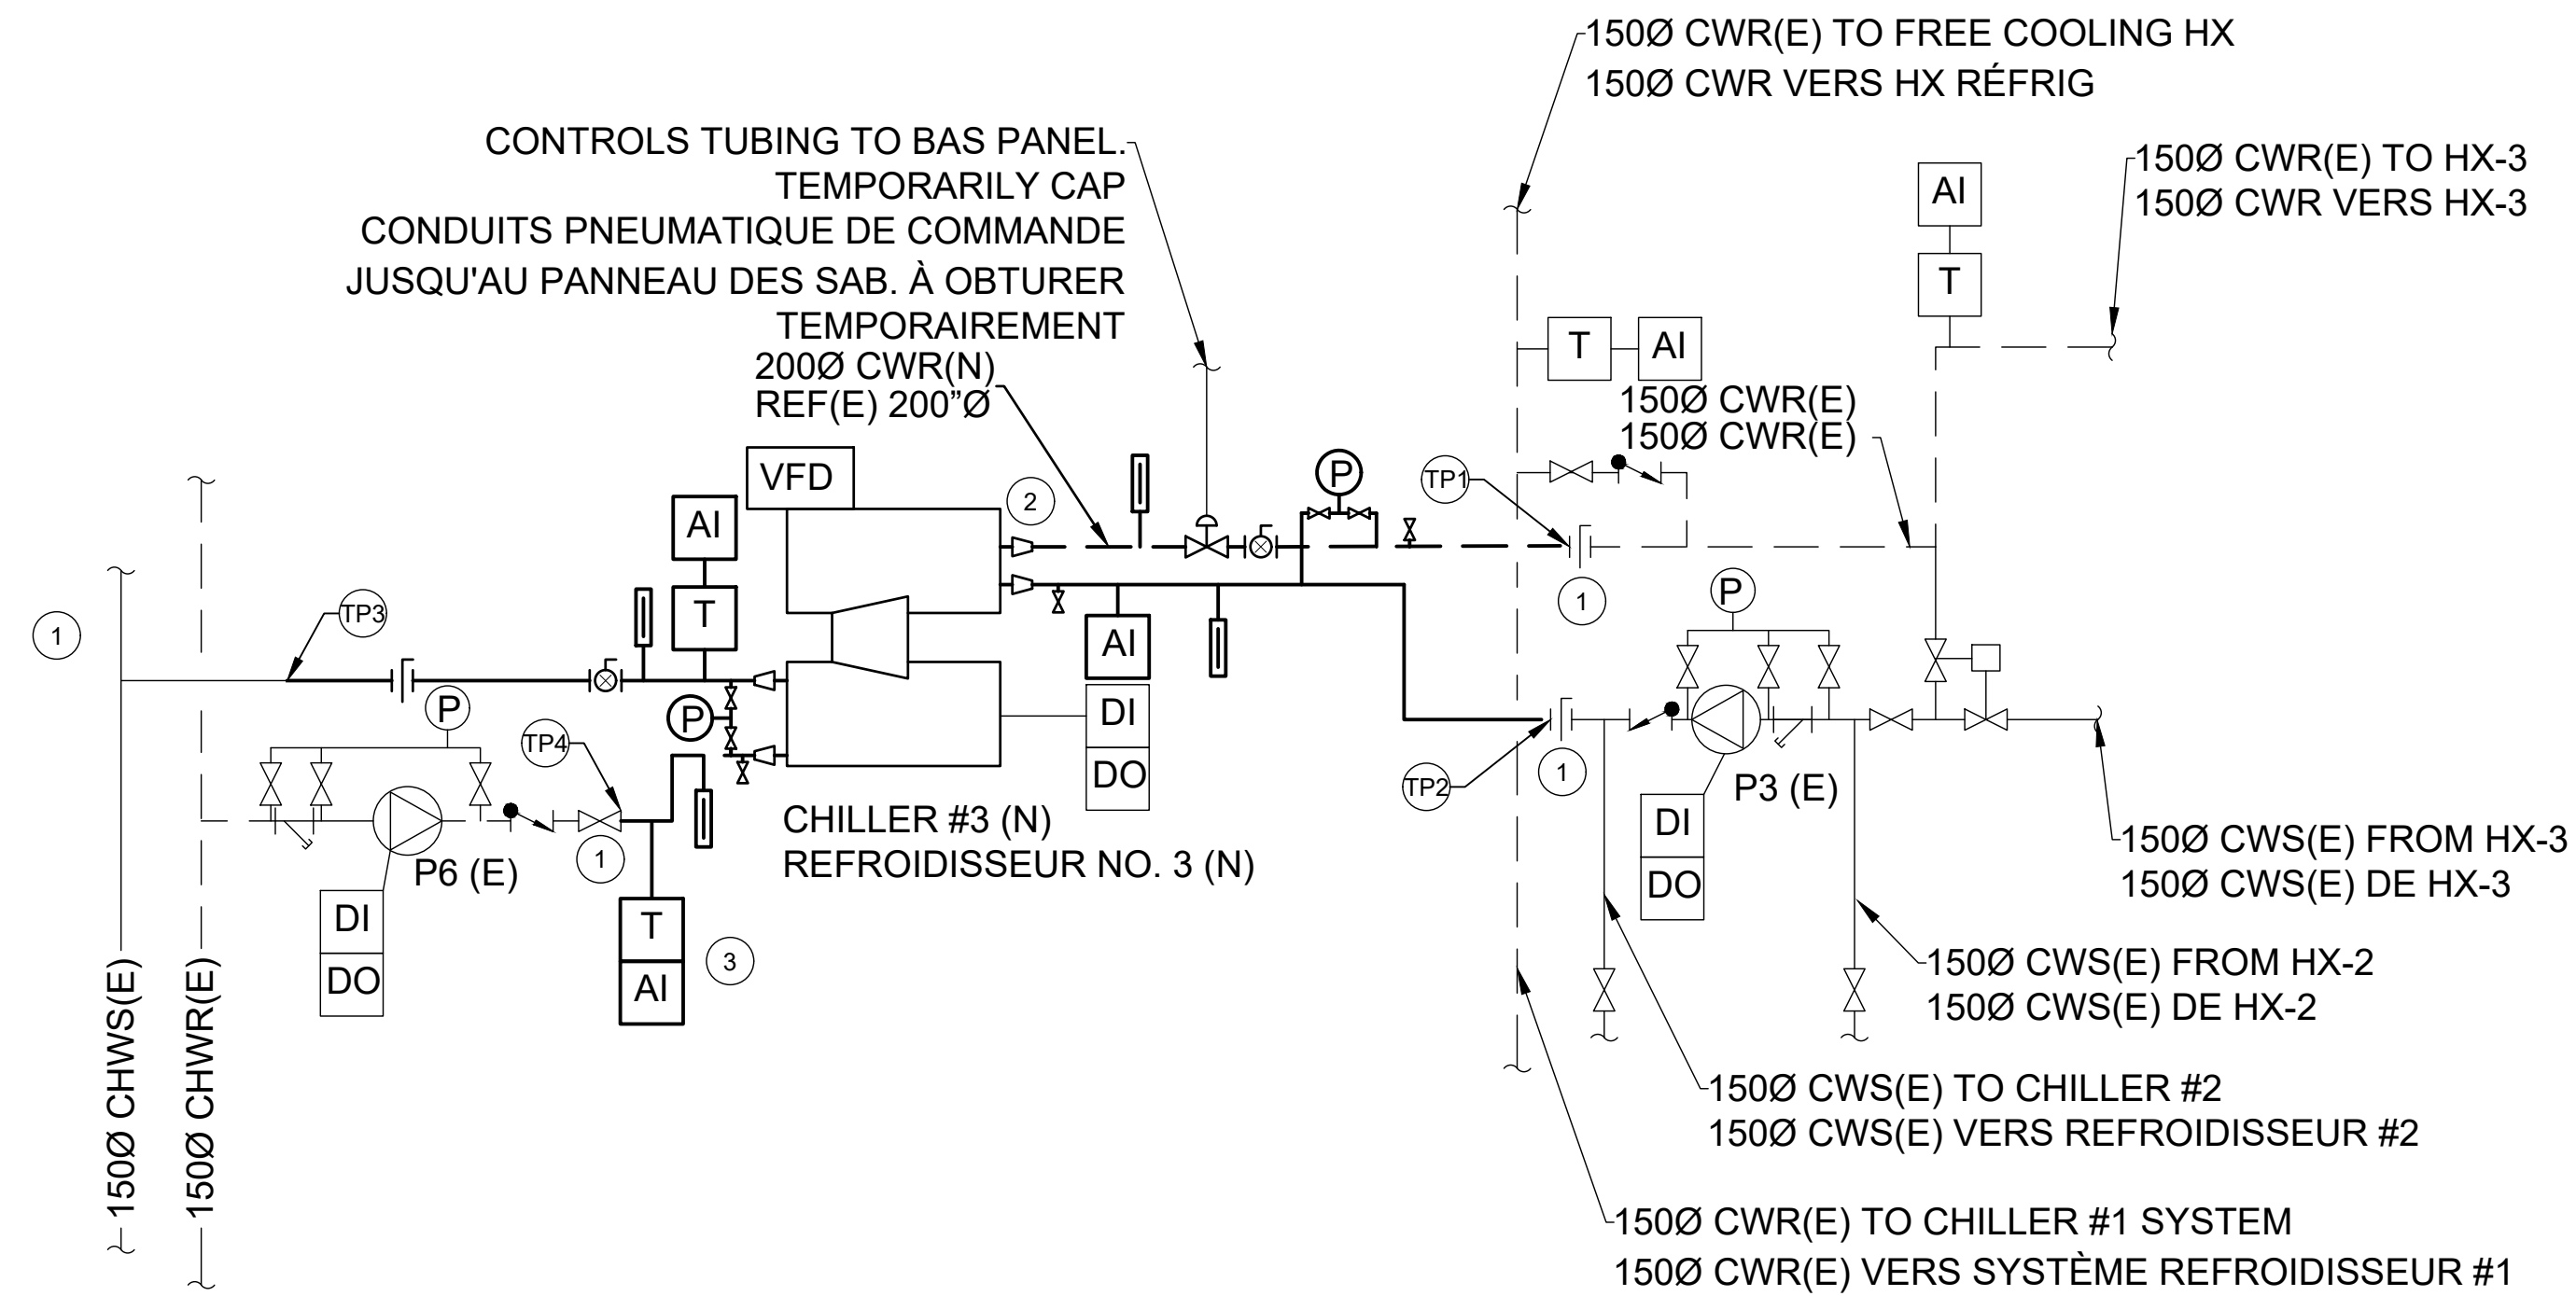 150Ø CWR(E) TO FREE COOLING HX
150Ø CWR VERS HX RÉFRIG
CONTROLS TUBING TO BAS PANEL.
TEMPORARILY CAP
CONDUITS PNEUMATIQUE DE COMMANDE
JUSQU'AU PANNEAU DES SAB. À OBTURER
TEMPORAIREMENT
200Ø CWR(N)
REF(E) 200”Ø
150Ø CWR(E) TO HX-3
150Ø CWR VERS HX-3
AI
T
T
AI
150Ø CWR(E)
150Ø CWR(E)
VFD
2
P
TP1
AI
T
1
P
TP3
1
AI
DI
DO
P
P
TP4
TP2
1
P3 (E)
DI
DO
CHILLER #3 (N)
REFROIDISSEUR NO. 3 (N)
1
P6 (E)
DI
DO
T
AI
3
150Ø CHWS(E)
150Ø CHWR(E)
150Ø CWS(E) FROM HX-3
150Ø CWS(E) DE HX-3
150Ø CWS(E) FROM HX-2
150Ø CWS(E) DE HX-2
150Ø CWS(E) TO CHILLER #2
150Ø CWS(E) VERS REFROIDISSEUR #2
150Ø CWR(E) TO CHILLER #1 SYSTEM
150Ø CWR(E) VERS SYSTÈME REFROIDISSEUR #1